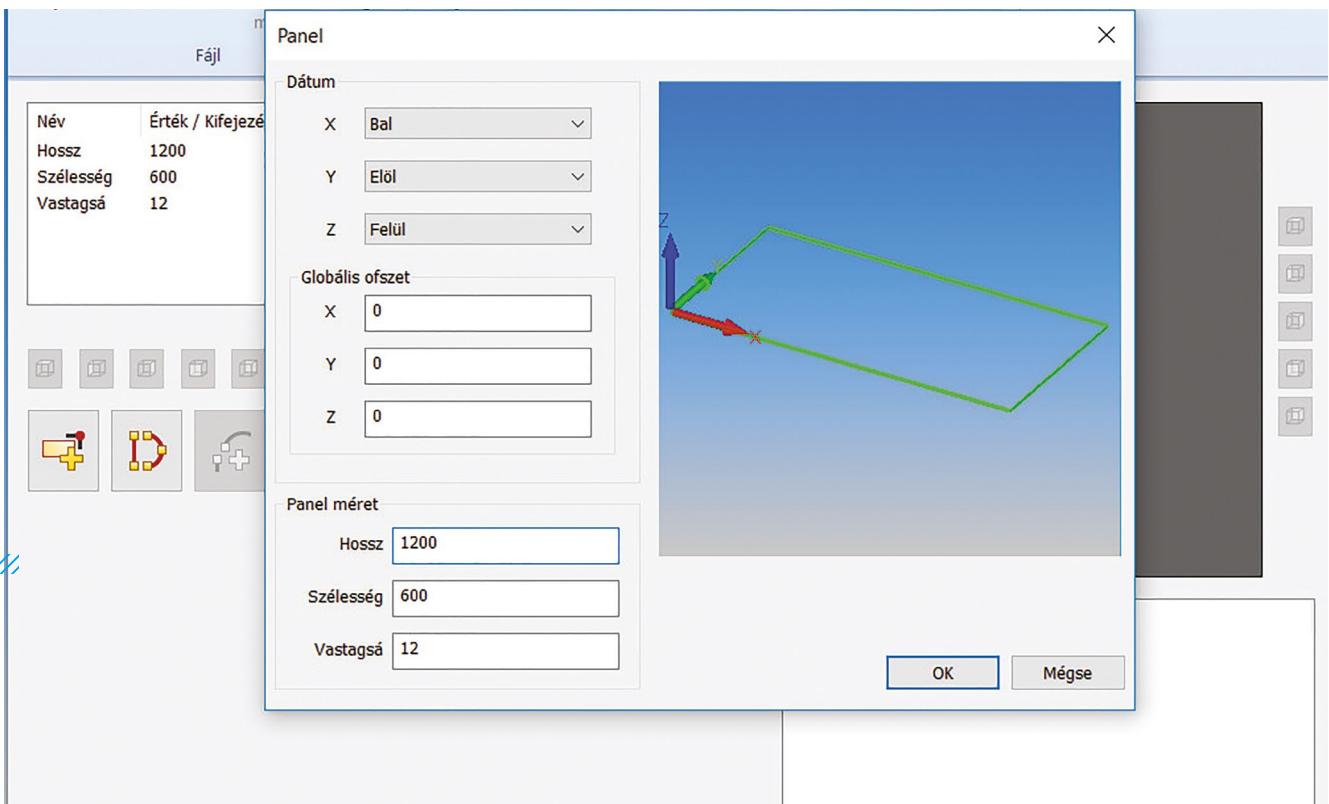 Fájl
Név Érték / Kifejezé
Hossz 1200
Szélesség 600
Vastagsá 12
Panel
Dátum
X Bal
Y Elöl
Z Felül
Globális ofszet
X 0
Y 0
Z 0
Panel méret
Hossz 1200
Szélesség 600
Vastagsá 12
Z
Y
X
OK Mégse